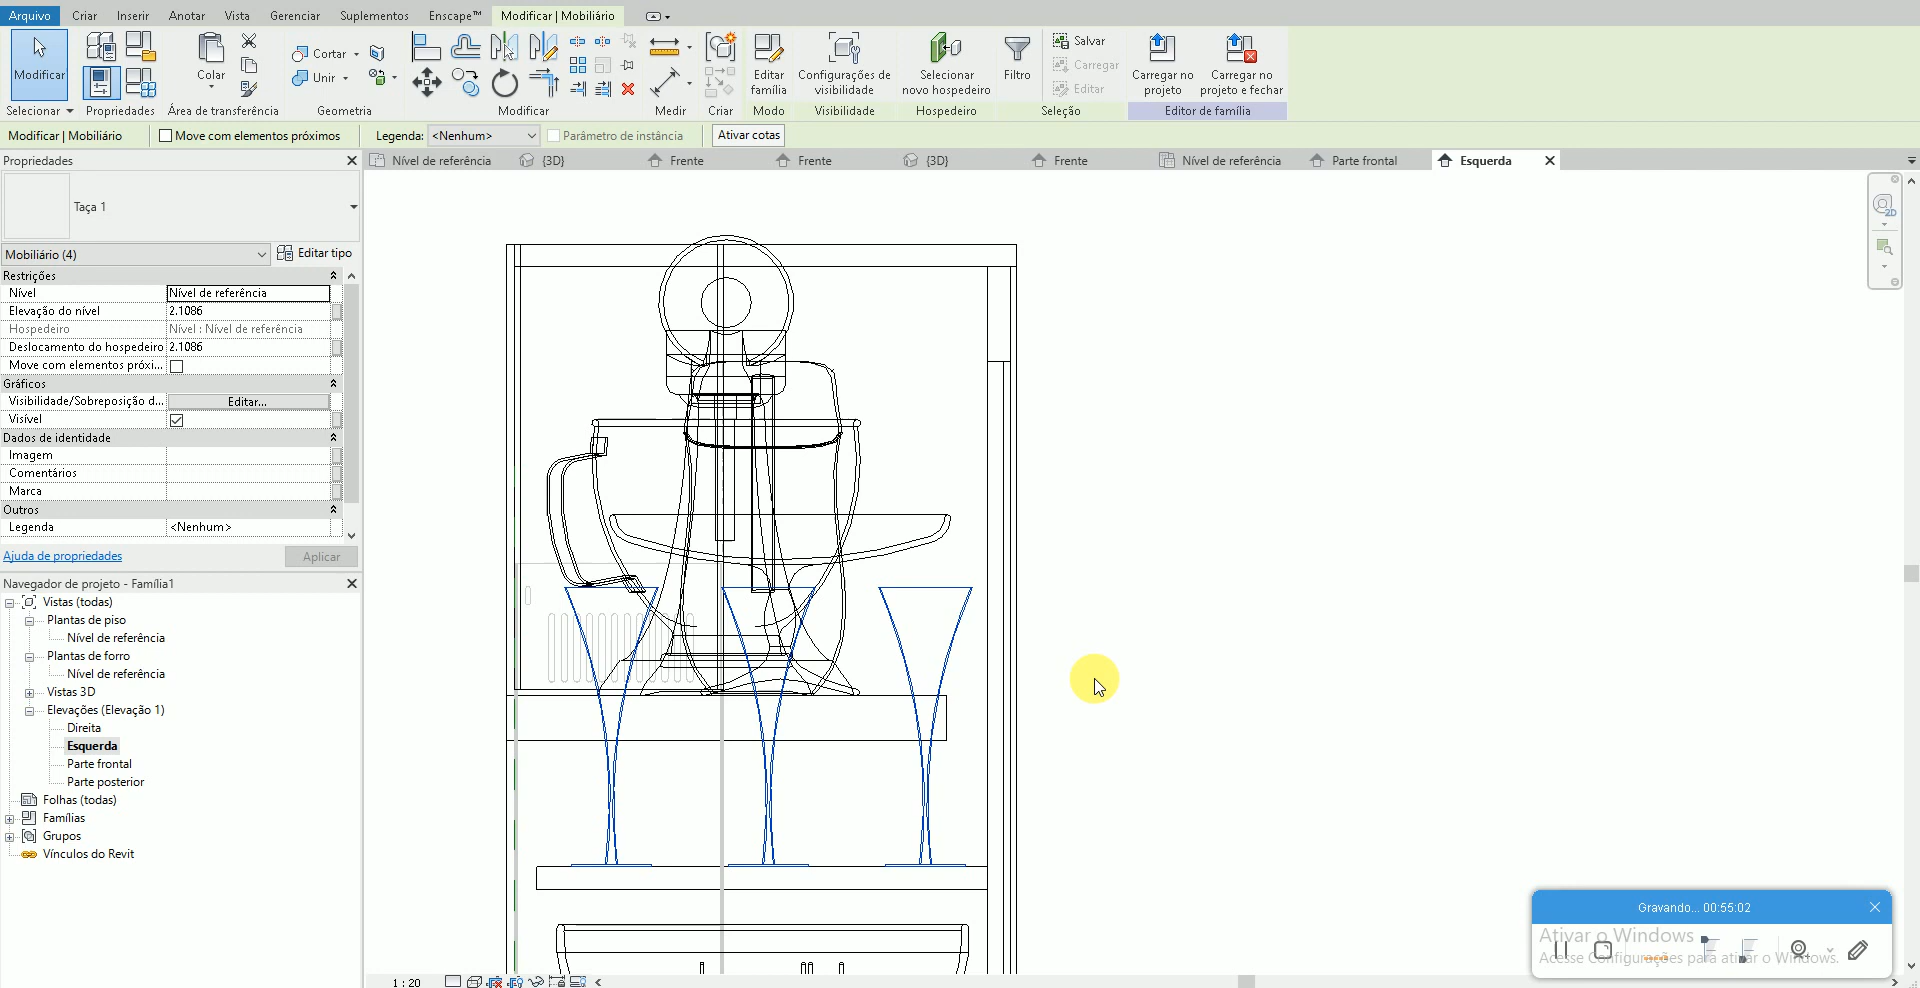 Arquivo Criar Inserir Anotar Vista Gerenciar Suplementos Enscape™ Modificar | Mobiliário
Modificar
Colar
Cortar
Unir
Editar família
Configurações de visibilidade
Selecionar novo hospedeiro
Filtro
Salvar
Carregar
Editar
Carregar no projeto
Carregar no projeto e fechar
Selecionar Propriedades Área de transferência Geometria Modificar Medir Criar Modo Visibilidade Hospedeiro Seleção Editor de família
Modificar | Mobiliário Move com elementos próximos Legenda: <Nenhum> Parâmetro de instância Ativar cotas
Propriedades
Nível de referência {3D} Frente Frente {3D} Frente Nível de referência Parte frontal Esquerda
Taça 1
Mobiliário (4) Editar tipo
Restrições
Nível Nível de referência
Elevação do nível 2.1086
Hospedeiro Nível : Nível de referência
Deslocamento do hospedeiro 2.1086
Move com elementos próxi...
Gráficos
Visibilidade/Sobreposição d... Editar...
Visível
Dados de identidade
Imagem
Comentários
Marca
Outros
Legenda <Nenhum>
Ajuda de propriedades Aplicar
Navegador de projeto - Família1
Vistas (todas)
Plantas de piso
Nível de referência
Plantas de forro
Nível de referência
Vistas 3D
Elevações (Elevação 1)
Direita
Esquerda
Parte frontal
Parte posterior
Folhas (todas)
Famílias
Grupos
Vínculos do Revit
2D
1 : 20
Gravando... 00:55:02
Ativar o Windows
Acesse Configurações para ativar o Windows.